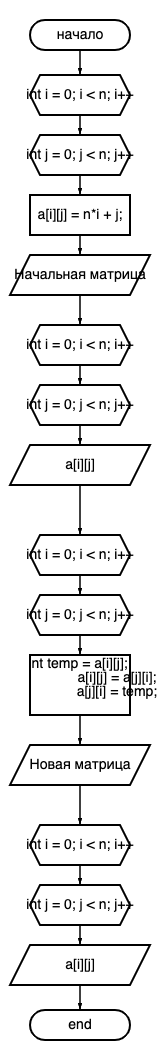 начало
int i = 0; i < n; i++
int j = 0; j < n; j++
a[i][j] = n*i + j;
Начальная матрица
int i = 0; i < n; i++
int j = 0; j < n; j++
a[i][j]
int i = 0; i < n; i++
int j = 0; j < n; j++
nt temp = a[i][j];
a[i][j] = a[j][i];
a[j][i] = temp;
Новая матрица
int i = 0; i < n; i++
int j = 0; j < n; j++
a[i][j]
end